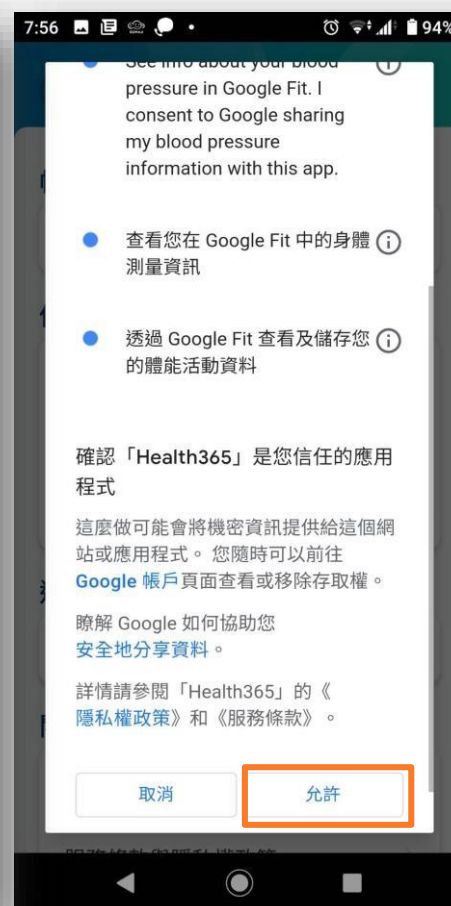 7:56
94%
See info about your blood
pressure in Google Fit. I
consent to Google sharing
my blood pressure
information with this app.
查看您在 Google Fit 中的身體
測量資訊
透過 Google Fit 查看及儲存您
的體能活動資料
確認「Health365」是您信任的應用
程式
這麼做可能會將機密資訊提供給這個網
站或應用程式。 您隨時可以前往
Google 帳戶頁面查看或移除存取權。
瞭解 Google 如何協助您
安全地分享資料。
詳情請參閱「Health365」的《
隱私權政策》和《服務條款》。
取消
允許